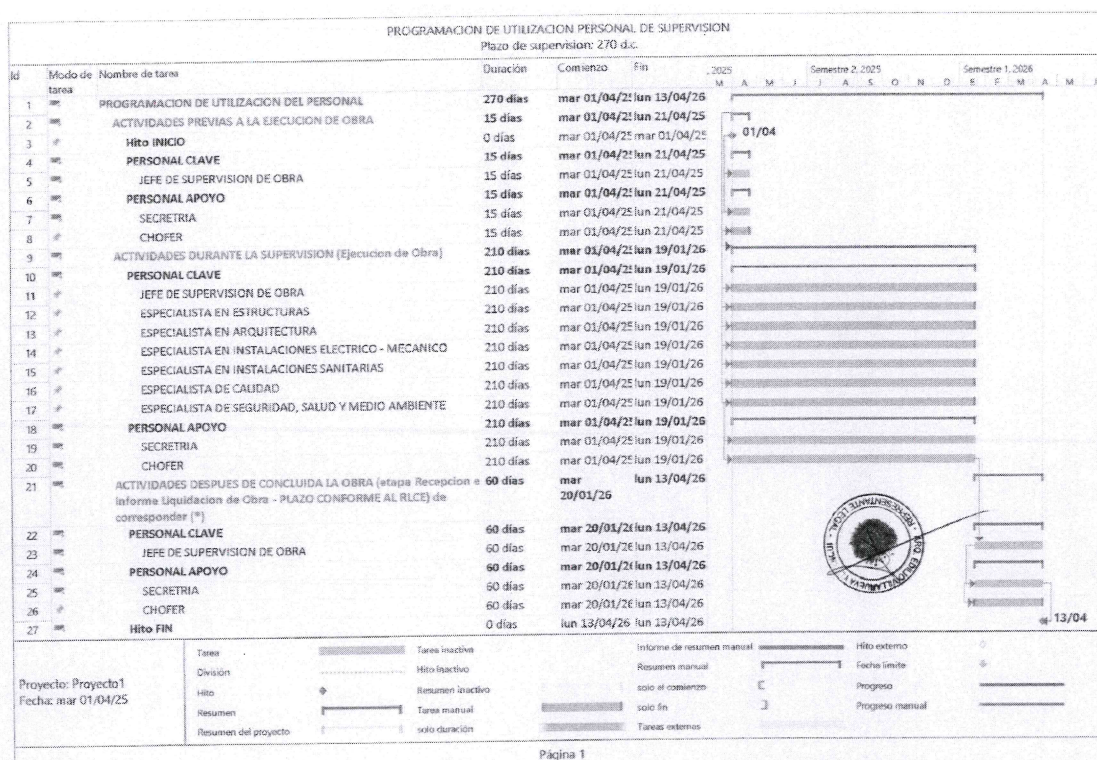 PROGRAMACION DE UTILIZACION PERSONAL DE SUPERVISION
Plazo de supervision: 270 d.c.
Id Modo de tarea Nombre de tarea Duración Comienzo Fin , 2025 Semestre 2, 2025 Semestre 1, 2026
M A M J J A S O N D E F M A M J
1 PROGRAMACION DE UTILIZACION DEL PERSONAL 270 días mar 01/04/25 lun 13/04/26
2 ACTIVIDADES PREVIAS A LA EJECUCION DE OBRA 15 días mar 01/04/25 lun 21/04/25
3 Hito INICIO 0 días mar 01/04/25 mar 01/04/25 01/04
4 PERSONAL CLAVE 15 días mar 01/04/25 lun 21/04/25
5 JEFE DE SUPERVISION DE OBRA 15 días mar 01/04/25 lun 21/04/25
6 PERSONAL APOYO 15 días mar 01/04/25 lun 21/04/25
7 SECRETRIA 15 días mar 01/04/25 lun 21/04/25
8 CHOFER 15 días mar 01/04/25 lun 21/04/25
9 ACTIVIDADES DURANTE LA SUPERVISION (Ejecucion de Obra) 210 días mar 01/04/25 lun 19/01/26
10 PERSONAL CLAVE 210 días mar 01/04/25 lun 19/01/26
11 JEFE DE SUPERVISION DE OBRA 210 días mar 01/04/25 lun 19/01/26
12 ESPECIALISTA EN ESTRUCTURAS 210 días mar 01/04/25 lun 19/01/26
13 ESPECIALISTA EN ARQUITECTURA 210 días mar 01/04/25 lun 19/01/26
14 ESPECIALISTA EN INSTALACIONES ELECTRICO - MECANICO 210 días mar 01/04/25 lun 19/01/26
15 ESPECIALISTA EN INSTALACIONES SANITARIAS 210 días mar 01/04/25 lun 19/01/26
16 ESPECIALISTA DE CALIDAD 210 días mar 01/04/25 lun 19/01/26
17 ESPECIALISTA DE SEGURIDAD, SALUD Y MEDIO AMBIENTE 210 días mar 01/04/25 lun 19/01/26
18 PERSONAL APOYO 210 días mar 01/04/25 lun 19/01/26
19 SECRETRIA 210 días mar 01/04/25 lun 19/01/26
20 CHOFER 210 días mar 01/04/25 lun 19/01/26
21 ACTIVIDADES DESPUES DE CONCLUIDA LA OBRA (etapa Recepcion e 60 días mar lun 13/04/26
Informe Liquidacion de Obra - PLAZO CONFORME AL RLCE) de 20/01/26
corresponder (*)
22 PERSONAL CLAVE 60 días mar 20/01/26 lun 13/04/26
23 JEFE DE SUPERVISION DE OBRA 60 días mar 20/01/26 lun 13/04/26
24 PERSONAL APOYO 60 días mar 20/01/26 lun 13/04/26
25 SECRETRIA 60 días mar 20/01/26 lun 13/04/26
26 CHOFER 60 días mar 20/01/26 lun 13/04/26
27 Hito FIN 0 días lun 13/04/26 lun 13/04/26 13/04
REPRESENTANTE LEGAL
Proyecto: Proyecto1
Fecha: mar 01/04/25
Tarea Tarea inactiva Informe de resumen manual Hito externo
División Hito inactivo Resumen manual Fecha límite
Hito Resumen inactivo solo el comienzo Progreso
Resumen Tarea manual solo fin Progreso manual
Resumen del proyecto solo duración Tareas externas
Página 1